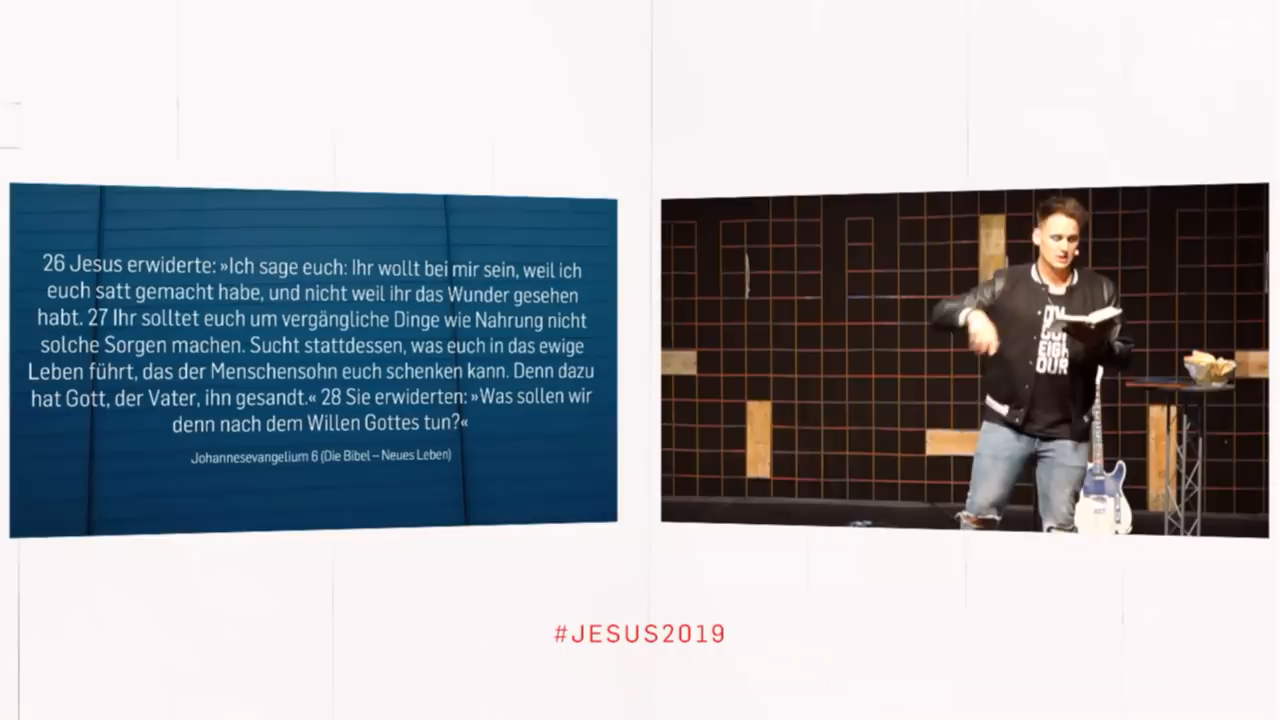 26 Jesus erwiderte: »Ich sage euch: Ihr wollt bei mir sein, weil ich
euch satt gemacht habe, und nicht weil ihr das Wunder gesehen
habt. 27 Ihr solltet euch um vergängliche Dinge wie Nahrung nicht
solche Sorgen machen. Sucht stattdessen, was euch in das ewige
Leben führt, das der Menschensohn euch schenken kann. Denn dazu
hat Gott, der Vater, ihn gesandt.« 28 Sie erwiderten: »Was sollen wir
denn nach dem Willen Gottes tun?«
Johannesevangelium 6 (Die Bibel – Neues Leben)
#JESUS2019